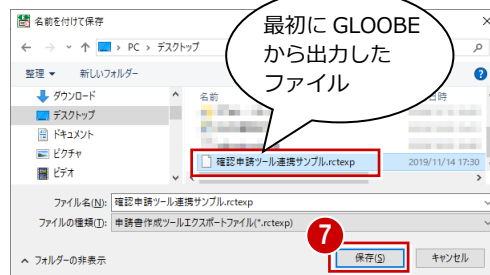 名前を付けて保存
最初に GLOOBE
から出力した
ファイル
PC › デスクトップ
整理 新しいフォルダー
ダウンロード
デスクトップ
ドキュメント
ピクチャ
ビデオ
名前
日時
確認申請ツール連携サンプル.rctexp 2019/11/14 17:30
ファイル名(N): 確認申請ツール連携サンプル.rctexp
ファイルの種類(T): 申請書作成ツールエクスポートファイル(*.rctexp)
7
フォルダーの非表示 保存(S) キャンセル